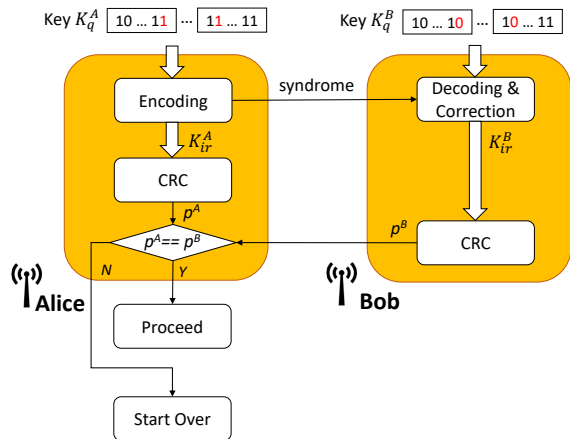 Key K_q^A 10 ... 11 ... 11 ... 11
Key K_q^B 10 ... 10 ... 10 ... 11
Encoding
syndrome
Decoding &
Correction
K_ir^A
K_ir^B
CRC
p^A
p^B
CRC
p^A== p^B
N
Y
Alice
Bob
Proceed
Start Over